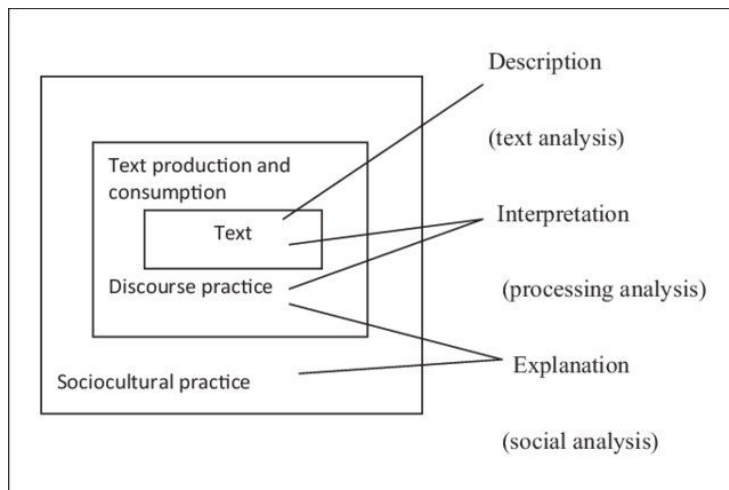 Description
(text analysis)
Text production and
consumption
Text
Interpretation
Discourse practice
(processing analysis)
Explanation
Sociocultural practice
(social analysis)